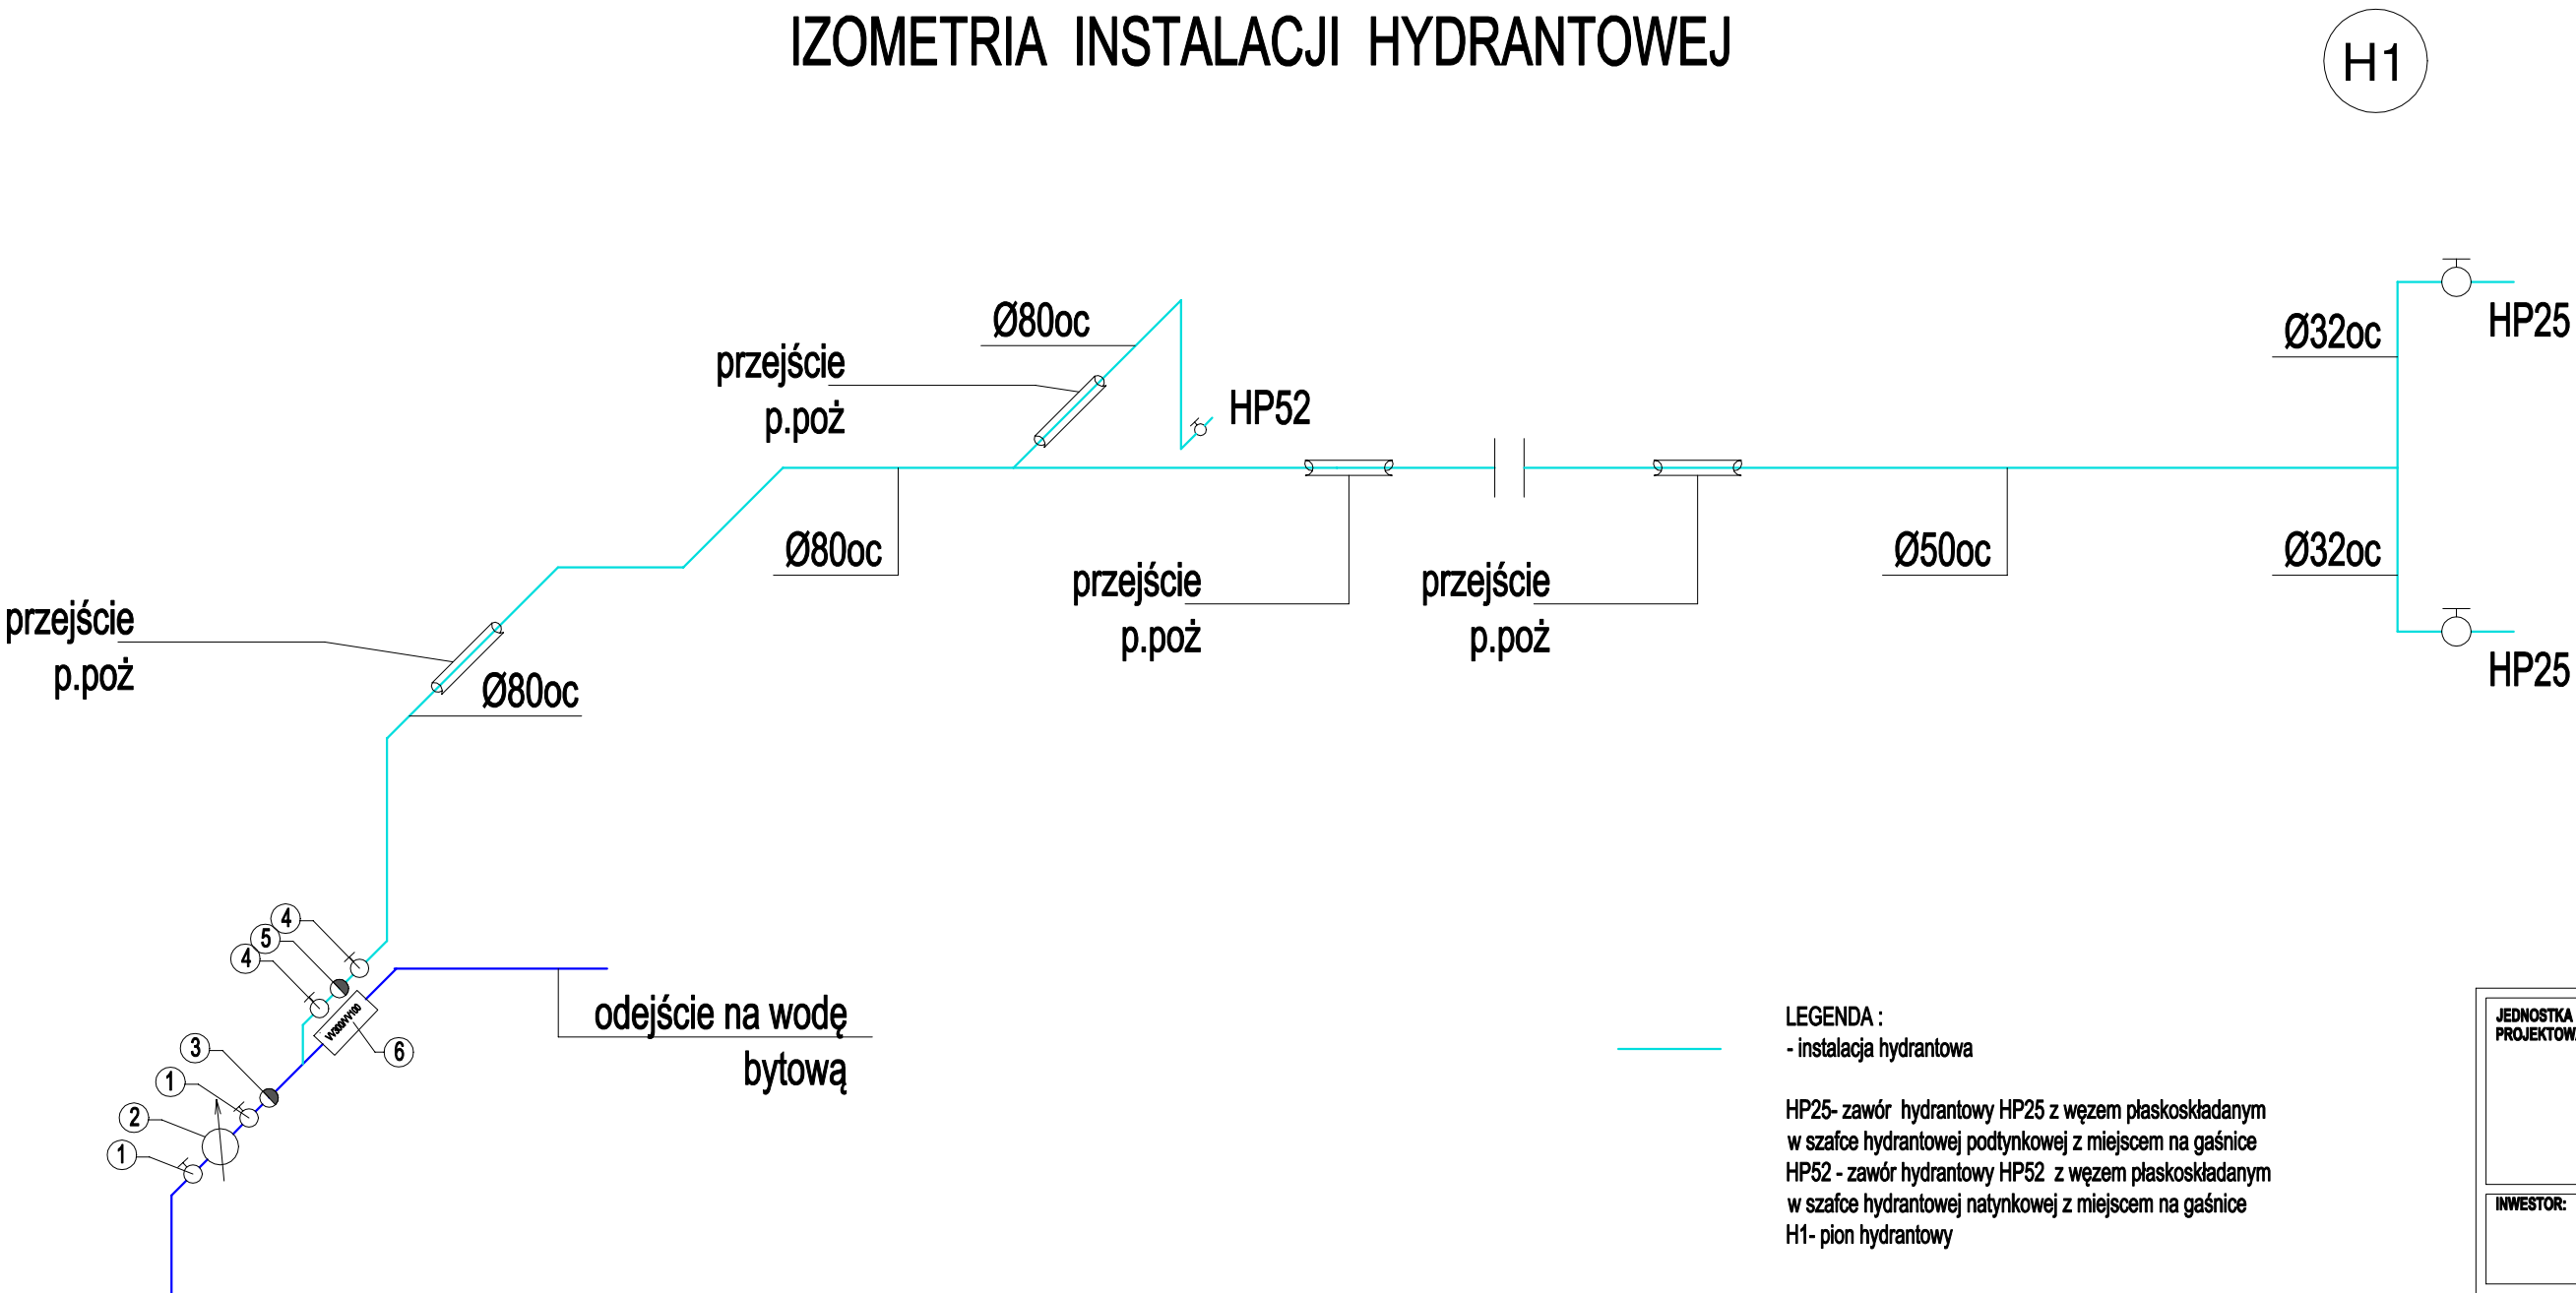 IZOMETRIA INSTALACJI HYDRANTOWEJ
H1
HP25
Ø32oc
Ø80oc
przejście
p.poż
HP52
Ø80oc
Ø50oc
Ø32oc
przejście
p.poż
przejście
p.poż
HP25
przejście
p.poż
Ø80oc
4
5
4
3
6
1
2
1
odejście na wodę
bytową
LEGENDA :
- instalacja hydrantowa
HP25- zawór hydrantowy HP25 z węzem płaskoskładanym
w szafce hydrantowej podtynkowej z miejscem na gaśnice
HP52 - zawór hydrantowy HP52 z węzem płaskoskładanym
w szafce hydrantowej natynkowej z miejscem na gaśnice
H1- pion hydrantowy
JEDNOSTKA
INWESTOR: